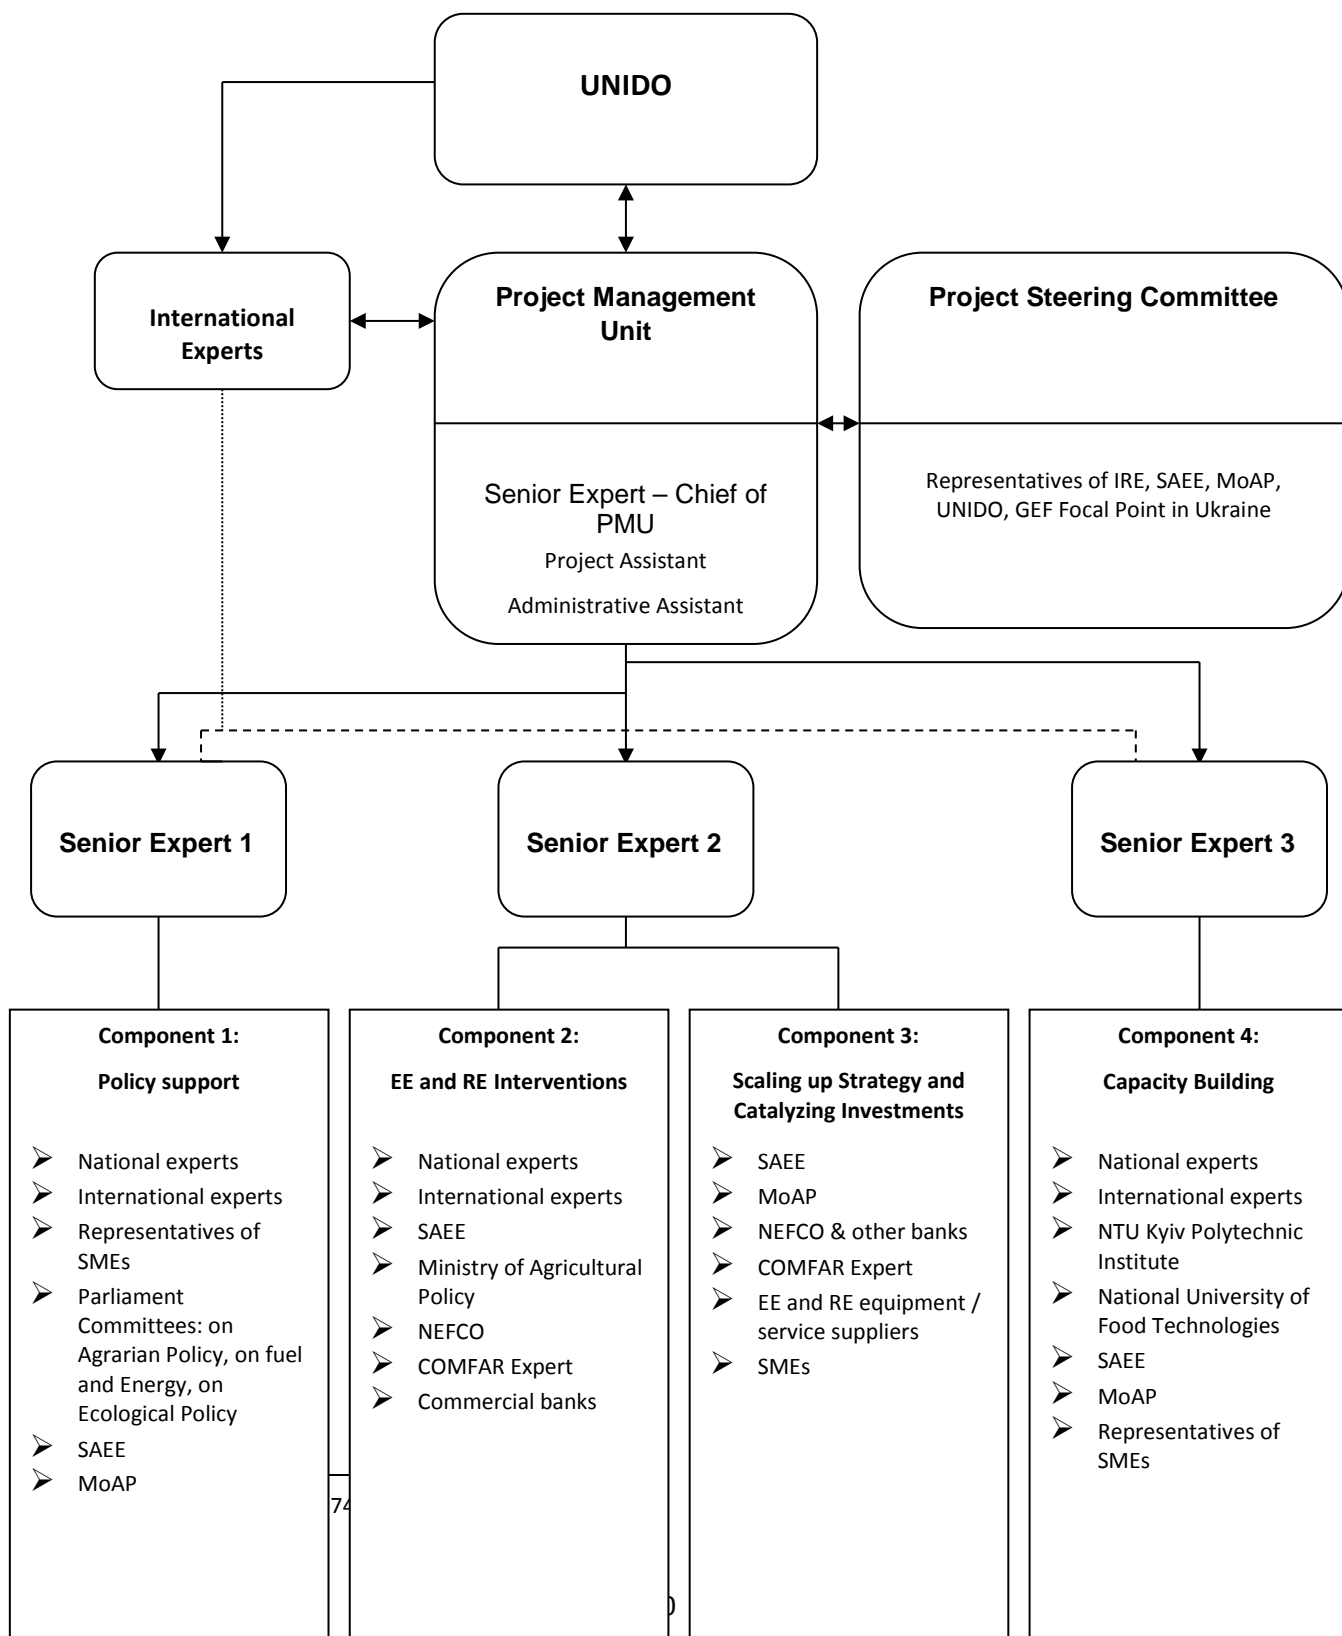 UNIDO
International
Experts
Project Management
Unit
Senior Expert – Chief of
PMU
Project Assistant
Administrative Assistant
Project Steering Committee
Representatives of IRE, SAEE, MoAP,
UNIDO, GEF Focal Point in Ukraine
Senior Expert 1
Senior Expert 2
Senior Expert 3
Component 1:
Policy support
National experts
International experts
Representatives of
SMEs
Parliament
Committees: on
Agrarian Policy, on fuel
and Energy, on
Ecological Policy
SAEE
MoAP
Component 2:
EE and RE Interventions
National experts
International experts
SAEE
Ministry of Agricultural
Policy
NEFCO
COMFAR Expert
Commercial banks
Component 3:
Scaling up Strategy and
Catalyzing Investments
SAEE
MoAP
NEFCO & other banks
COMFAR Expert
EE and RE equipment /
service suppliers
SMEs
Component 4:
Capacity Building
National experts
International experts
NTU Kyiv Polytechnic
Institute
National University of
Food Technologies
SAEE
MoAP
Representatives of
SMEs